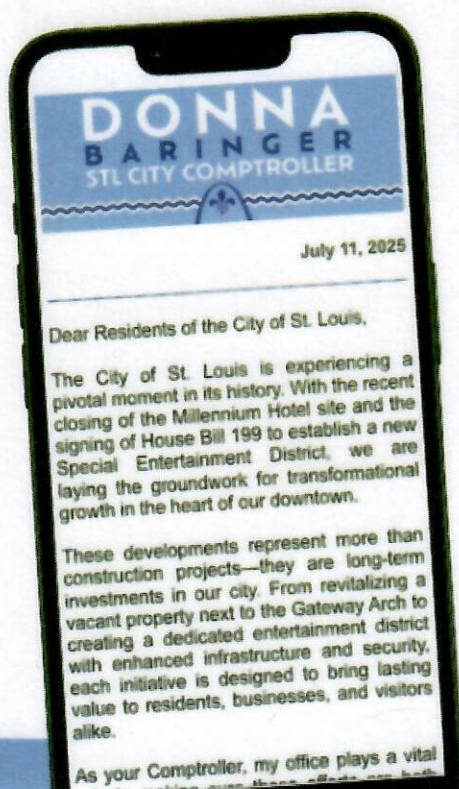 DONNA
BARINGER
STL CITY COMPTROLLER
July 11, 2025
Dear Residents of the City of St. Louis,
The City of St. Louis is experiencing a
pivotal moment in its history. With the recent
closing of the Millennium Hotel site and the
signing of House Bill 199 to establish a new
Special Entertainment District, we are
laying the groundwork for transformational
growth in the heart of our downtown.
These developments represent more than
construction projects—they are long-term
investments in our city. From revitalizing a
vacant property next to the Gateway Arch to
creating a dedicated entertainment district
with enhanced infrastructure and security,
each initiative is designed to bring lasting
value to residents, businesses, and visitors
alike.
As your Comptroller, my office plays a vital